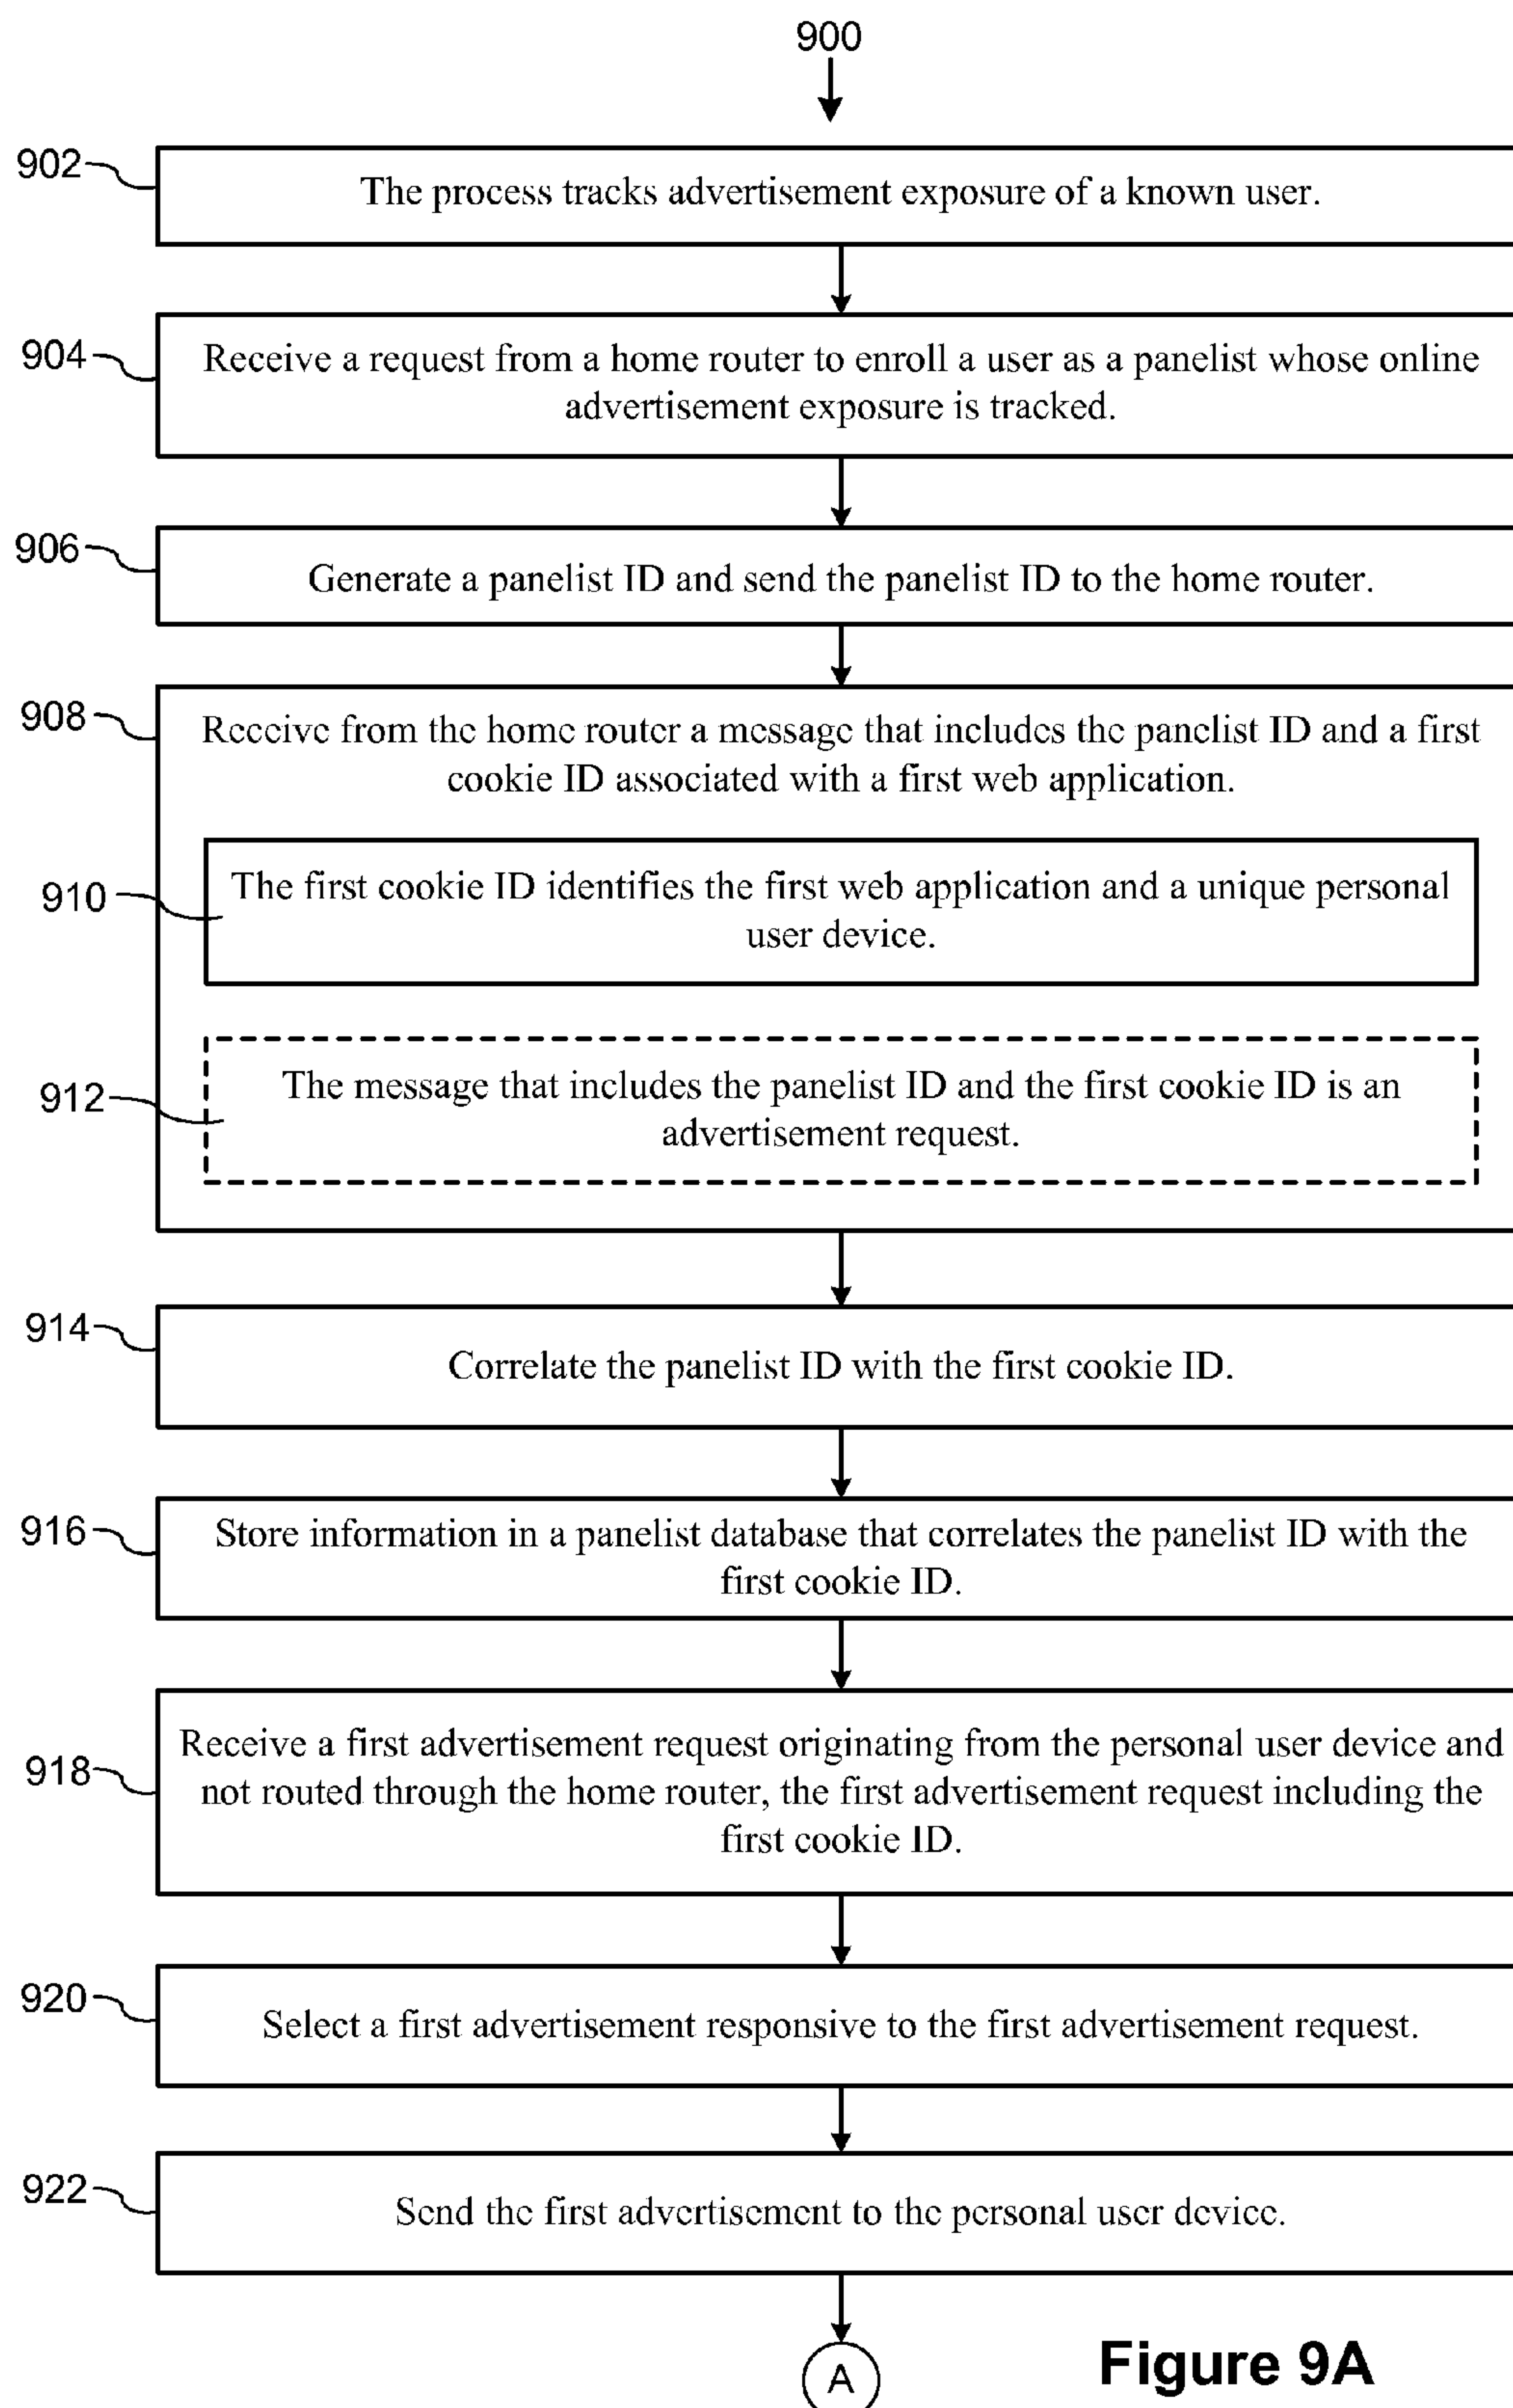 900
902
The process tracks advertisement exposure of a known user.
904
Receive a request from a home router to enroll a user as a panelist whose online
advertisement exposure is tracked.
906
Generate a panelist ID and send the panelist ID to the home router.
908
Receive from the home router a message that includes the panelist ID and a first
cookie ID associated with a first web application.
910
The first cookie ID identifies the first web application and a unique personal
user device.
912
The message that includes the panelist ID and the first cookie ID is an
advertisement request.
914
Correlate the panelist ID with the first cookie ID.
916
Store information in a panelist database that correlates the panelist ID with the
first cookie ID.
918
Receive a first advertisement request originating from the personal user device and
not routed through the home router, the first advertisement request including the
first cookie ID.
920
Select a first advertisement responsive to the first advertisement request.
922
Send the first advertisement to the personal user device.
A
Figure 9A